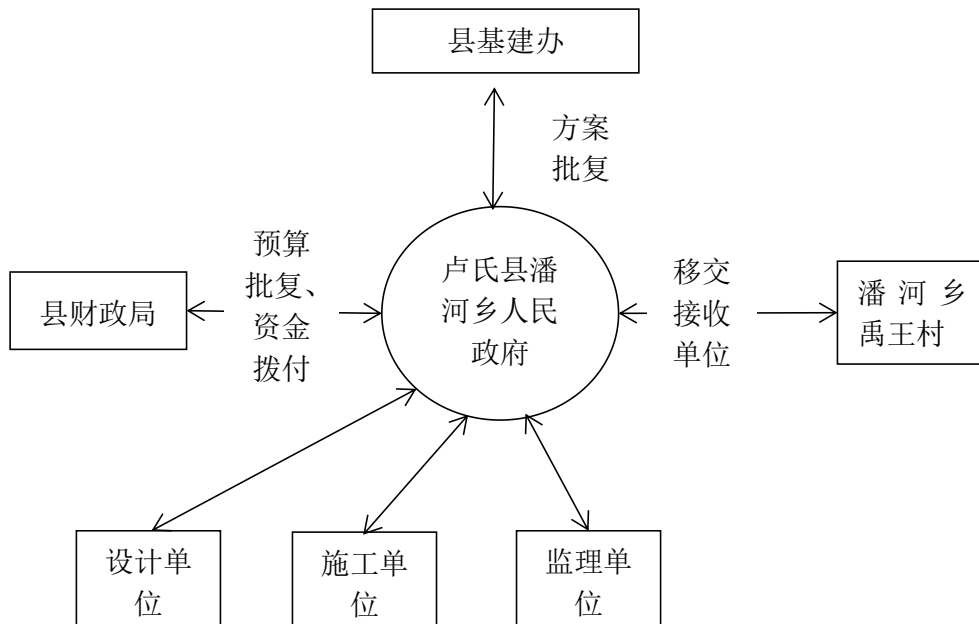 县基建办
方案
批复
预算
批复、
资金
拨付
卢氏县潘
河乡人民
政府
移交
接收
单位
县财政局
潘河乡
禹王村
设计单
位
施工单
位
监理单
位